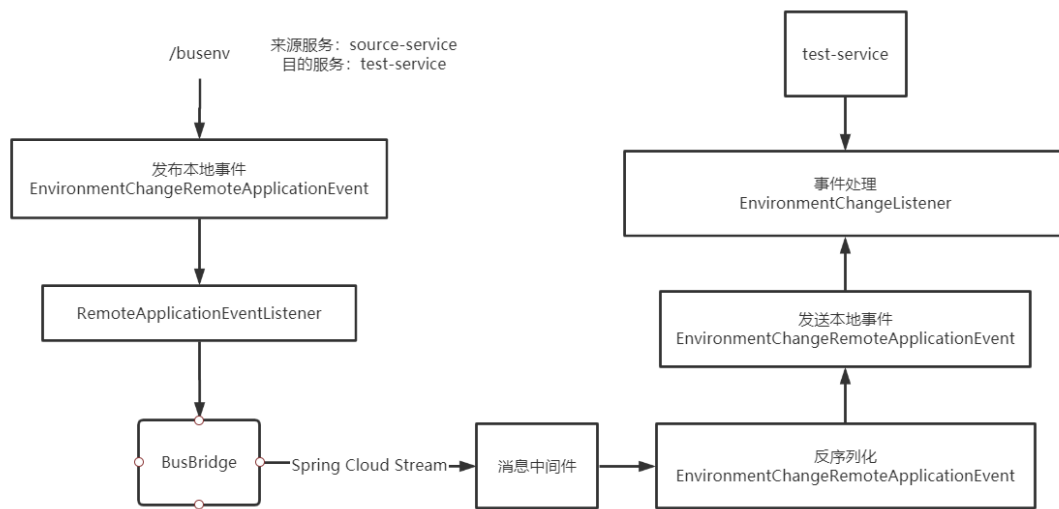 /busenv
来源服务：source-service
目的服务：test-service
发布本地事件
EnvironmentChangeRemoteApplicationEvent
RemoteApplicationEventListener
BusBridge
Spring Cloud Stream
消息中间件
反序列化
EnvironmentChangeRemoteApplicationEvent
发送本地事件
EnvironmentChangeRemoteApplicationEvent
事件处理
EnvironmentChangeListener
test-service